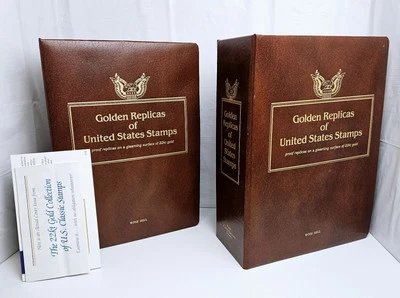 Golden Replicas
of
United States Stamps
proof replicas on a gleaming surface of 22kt gold
Golden
Replicas
of
United
States
Stamps
Golden Replicas
of
United States Stamps
proof replicas on a gleaming surface of 22kt gold
The 22kt Gold Collection
of U.S. Classic Stamps